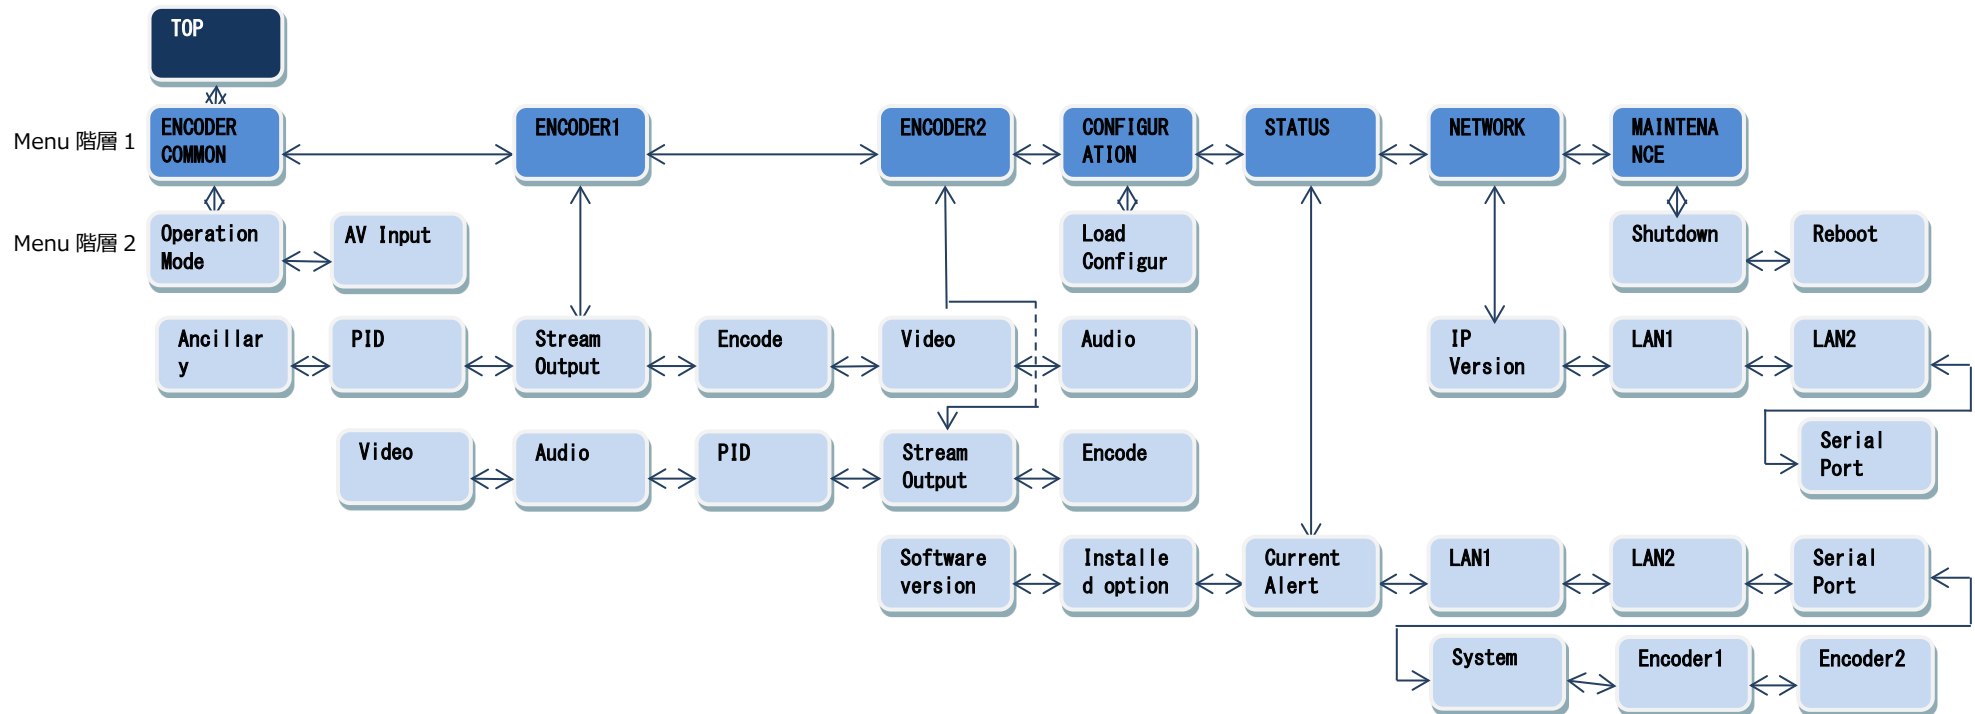 TOP
Menu 階層 1
ENCODER
COMMON
ENCODER1
ENCODER2
CONFIGUR
ATION
STATUS
NETWORK
MAINTENA
NCE
Menu 階層 2
Operation
Mode
AV Input
Load
Configur
Shutdown
Reboot
Ancillar
y
PID
Stream
Output
Encode
Video
Audio
IP
Version
LAN1
LAN2
Video
Audio
PID
Stream
Output
Encode
Serial
Port
Software
version
Installe
d option
Current
Alert
LAN1
LAN2
Serial
Port
System
Encoder1
Encoder2